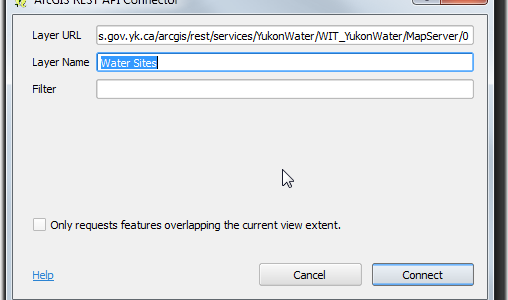 ArcGIS REST API Connector
Layer URL s.gov.yk.ca/arcgis/rest/services/YukonWater/WIT_YukonWater/MapServer/0
Layer Name Water Sites
Filter
Only requests features overlapping the current view extent.
Help Cancel Connect